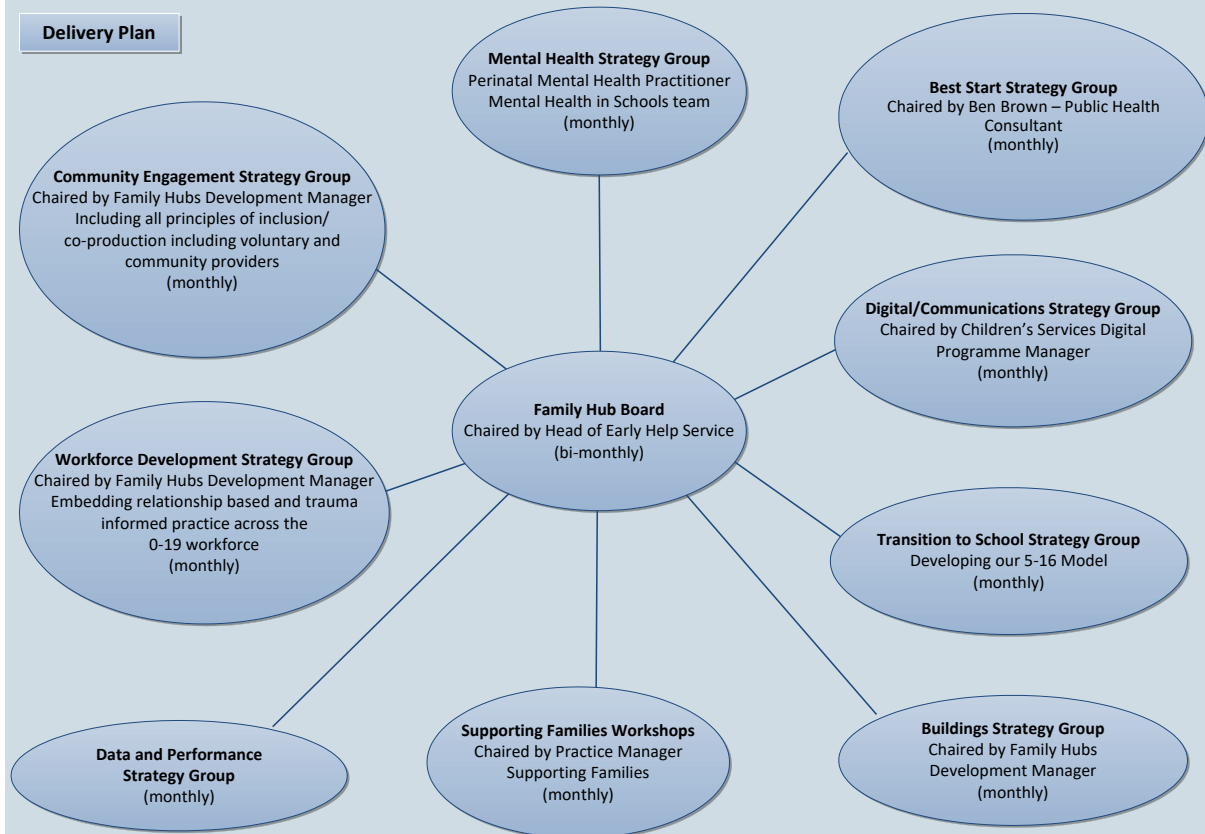 Delivery Plan
Mental Health Strategy Group
Perinatal Mental Health Practitioner
Mental Health in Schools team
(monthly)
Best Start Strategy Group
Chaired by Ben Brown – Public Health
Consultant
(monthly)
Community Engagement Strategy Group
Chaired by Family Hubs Development Manager
Including all principles of inclusion/
co-production including voluntary and
community providers
(monthly)
Digital/Communications Strategy Group
Chaired by Children’s Services Digital
Programme Manager
(monthly)
Family Hub Board
Chaired by Head of Early Help Service
(bi-monthly)
Workforce Development Strategy Group
Chaired by Family Hubs Development Manager
Embedding relationship based and trauma
informed practice across the
0-19 workforce
(monthly)
Transition to School Strategy Group
Developing our 5-16 Model
(monthly)
Data and Performance
Strategy Group
(monthly)
Supporting Families Workshops
Chaired by Practice Manager
Supporting Families
(monthly)
Buildings Strategy Group
Chaired by Family Hubs
Development Manager
(monthly)